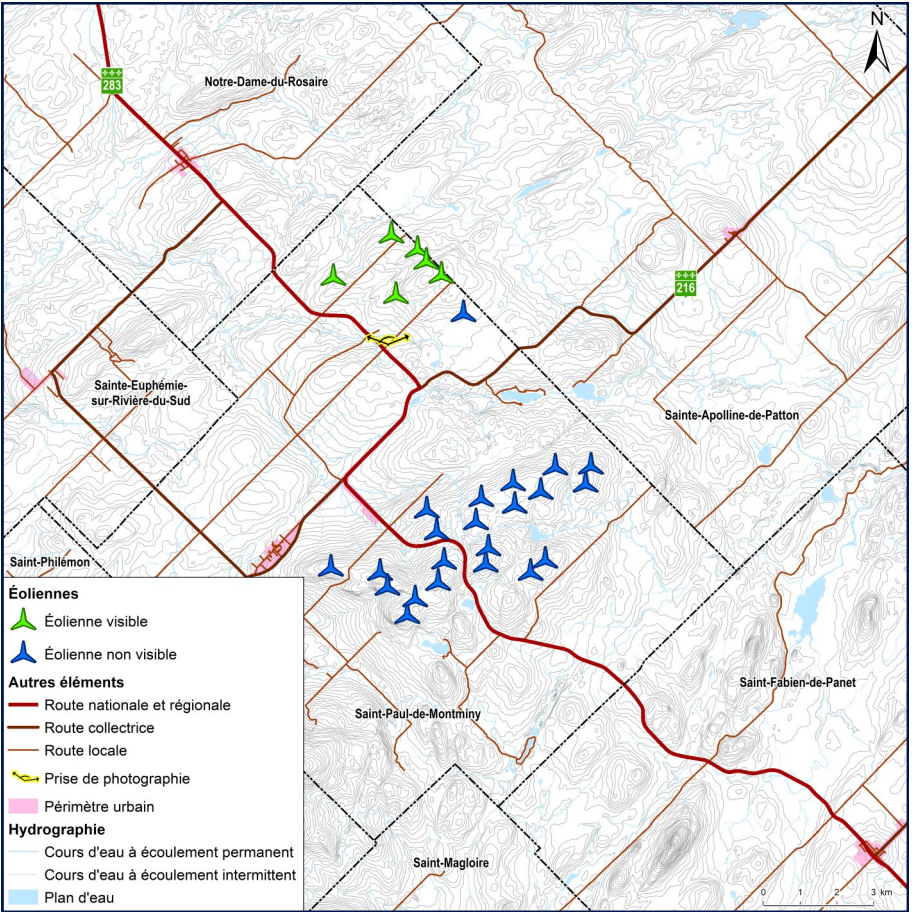 N
283
Notre-Dame-du-Rosaire
216
Sainte-Euphémie-
sur-Rivière-du-Sud
Sainte-Apolline-de-Patton
Saint-Philémon
Saint-Fabien-de-Panet
Saint-Paul-de-Montminy
Saint-Magloire
Éoliennes
Éolienne visible
Éolienne non visible
Autres éléments
Route nationale et régionale
Route collectrice
Route locale
Prise de photographie
Périmètre urbain
Hydrographie
Cours d'eau à écoulement permanent
Cours d'eau à écoulement intermittent
Plan d'eau
0 1 2 3 km